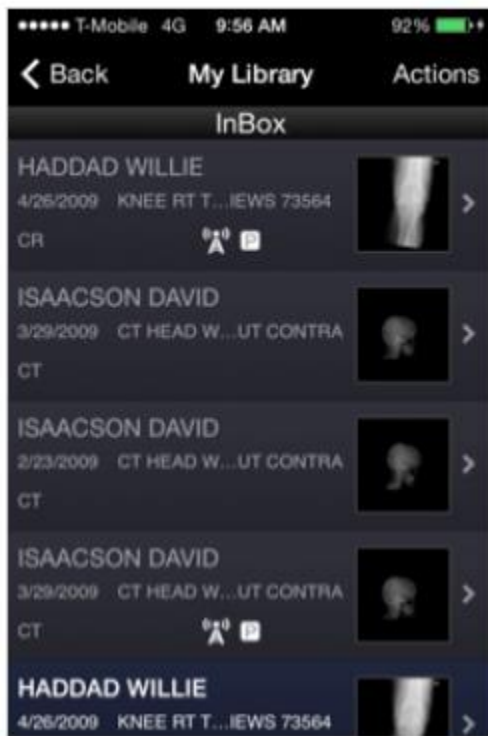 T-Mobile 4G 9:56 AM 92%
Back My Library Actions
InBox
HADDAD WILLIE
4/26/2009 KNEE RT T...IEWS 73564
CR P
ISAACSON DAVID
3/29/2009 CT HEAD W...UT CONTRA
CT
ISAACSON DAVID
2/23/2009 CT HEAD W...UT CONTRA
CT
ISAACSON DAVID
3/29/2009 CT HEAD W...UT CONTRA
CT P
HADDAD WILLIE
4/26/2009 KNEE RT T...IEWS 73564